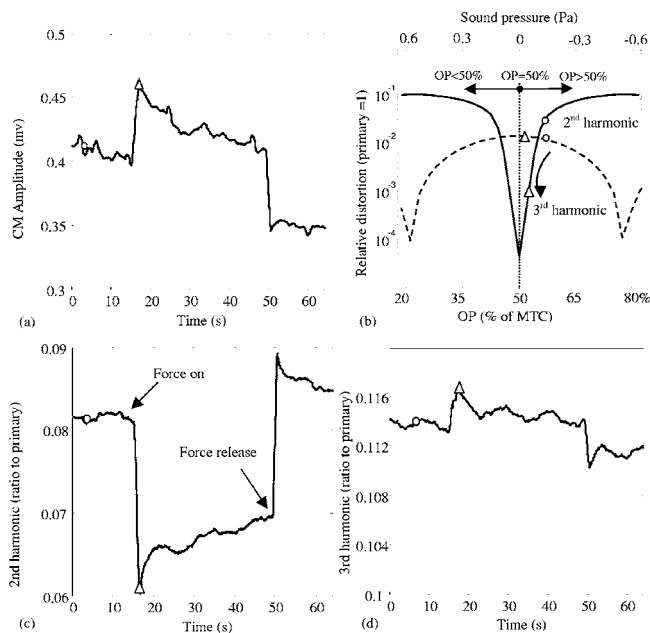 0.5
0.45
0.4
0.35
0.3
CM Amplitude (mv)
0 10 20 30 40 50 60
Time (s)
(a)
Sound pressure (Pa)
0.6 0.3 0 -0.3 -0.6
OP<50% OP=50% OP>50%
10-1
10-2
10-3
10-4
Relative distortion (primary =1)
2nd harmonic
3rd harmonic
20 35 50 65 80%
OP (% of MTC)
(b)
0.09
0.08
0.07
0.06
2nd harmonic (ratio to primary)
Force on
Force release
0 10 20 30 40 50 60
Time (s)
(c)
0.116
0.112
0.108
0.104
0.1
3rd harmonic (ratio to primary)
0 10 20 30 40 50 60
Time (s)
(d)